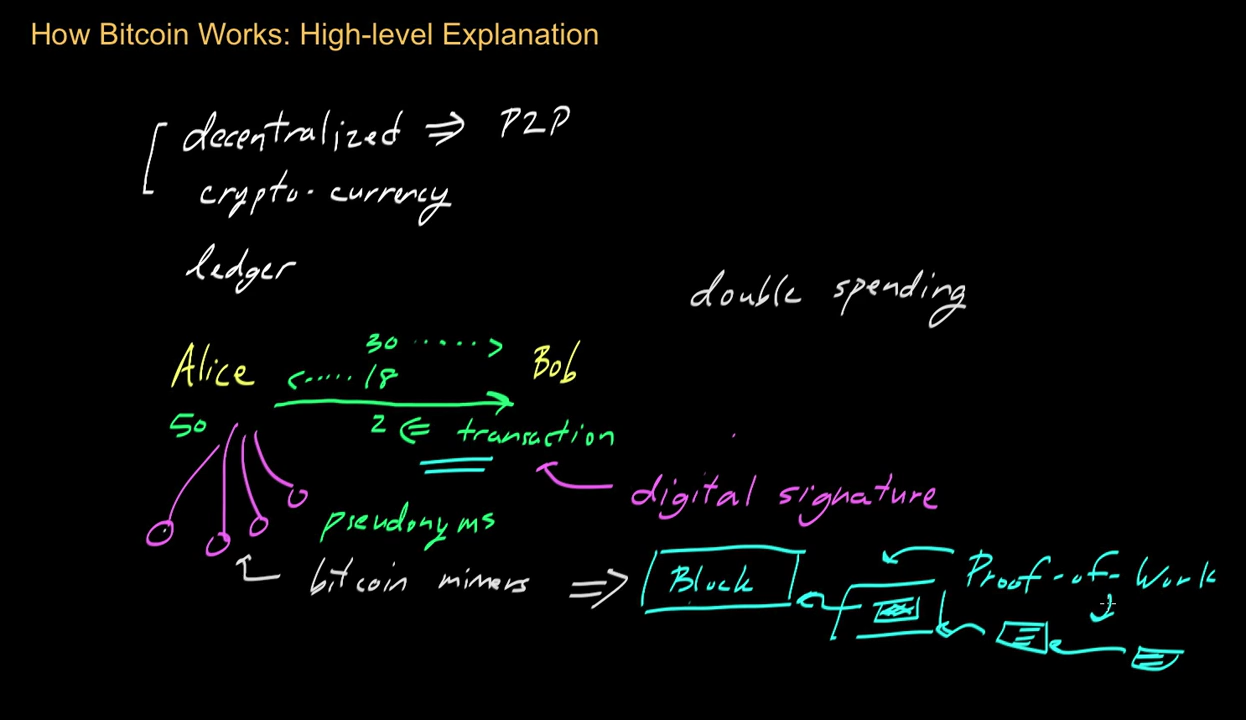 How Bitcoin Works: High-level Explanation
decentralized ⇒ P2P
crypto-currency
ledger
double spending
30 ·····>
Alice <····· 18 Bob
50 2 ⇐ transaction
digital signature
pseudonyms
bitcoin miners ⇒ Block Proof-of-Work